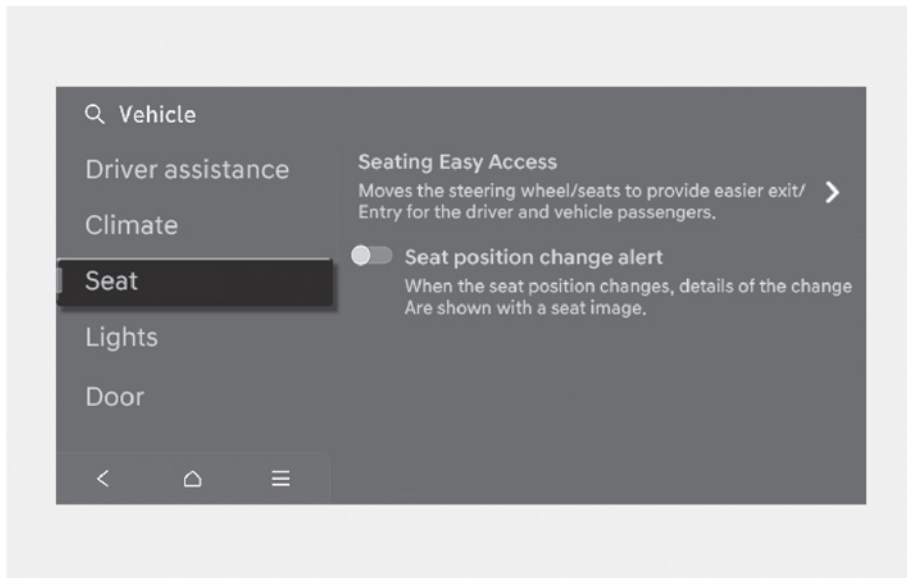 Vehicle
Driver assistance
Climate
Seat
Lights
Door
Seating Easy Access
Moves the steering wheel/seats to provide easier exit/
Entry for the driver and vehicle passengers.
Seat position change alert
When the seat position changes, details of the change
Are shown with a seat image.